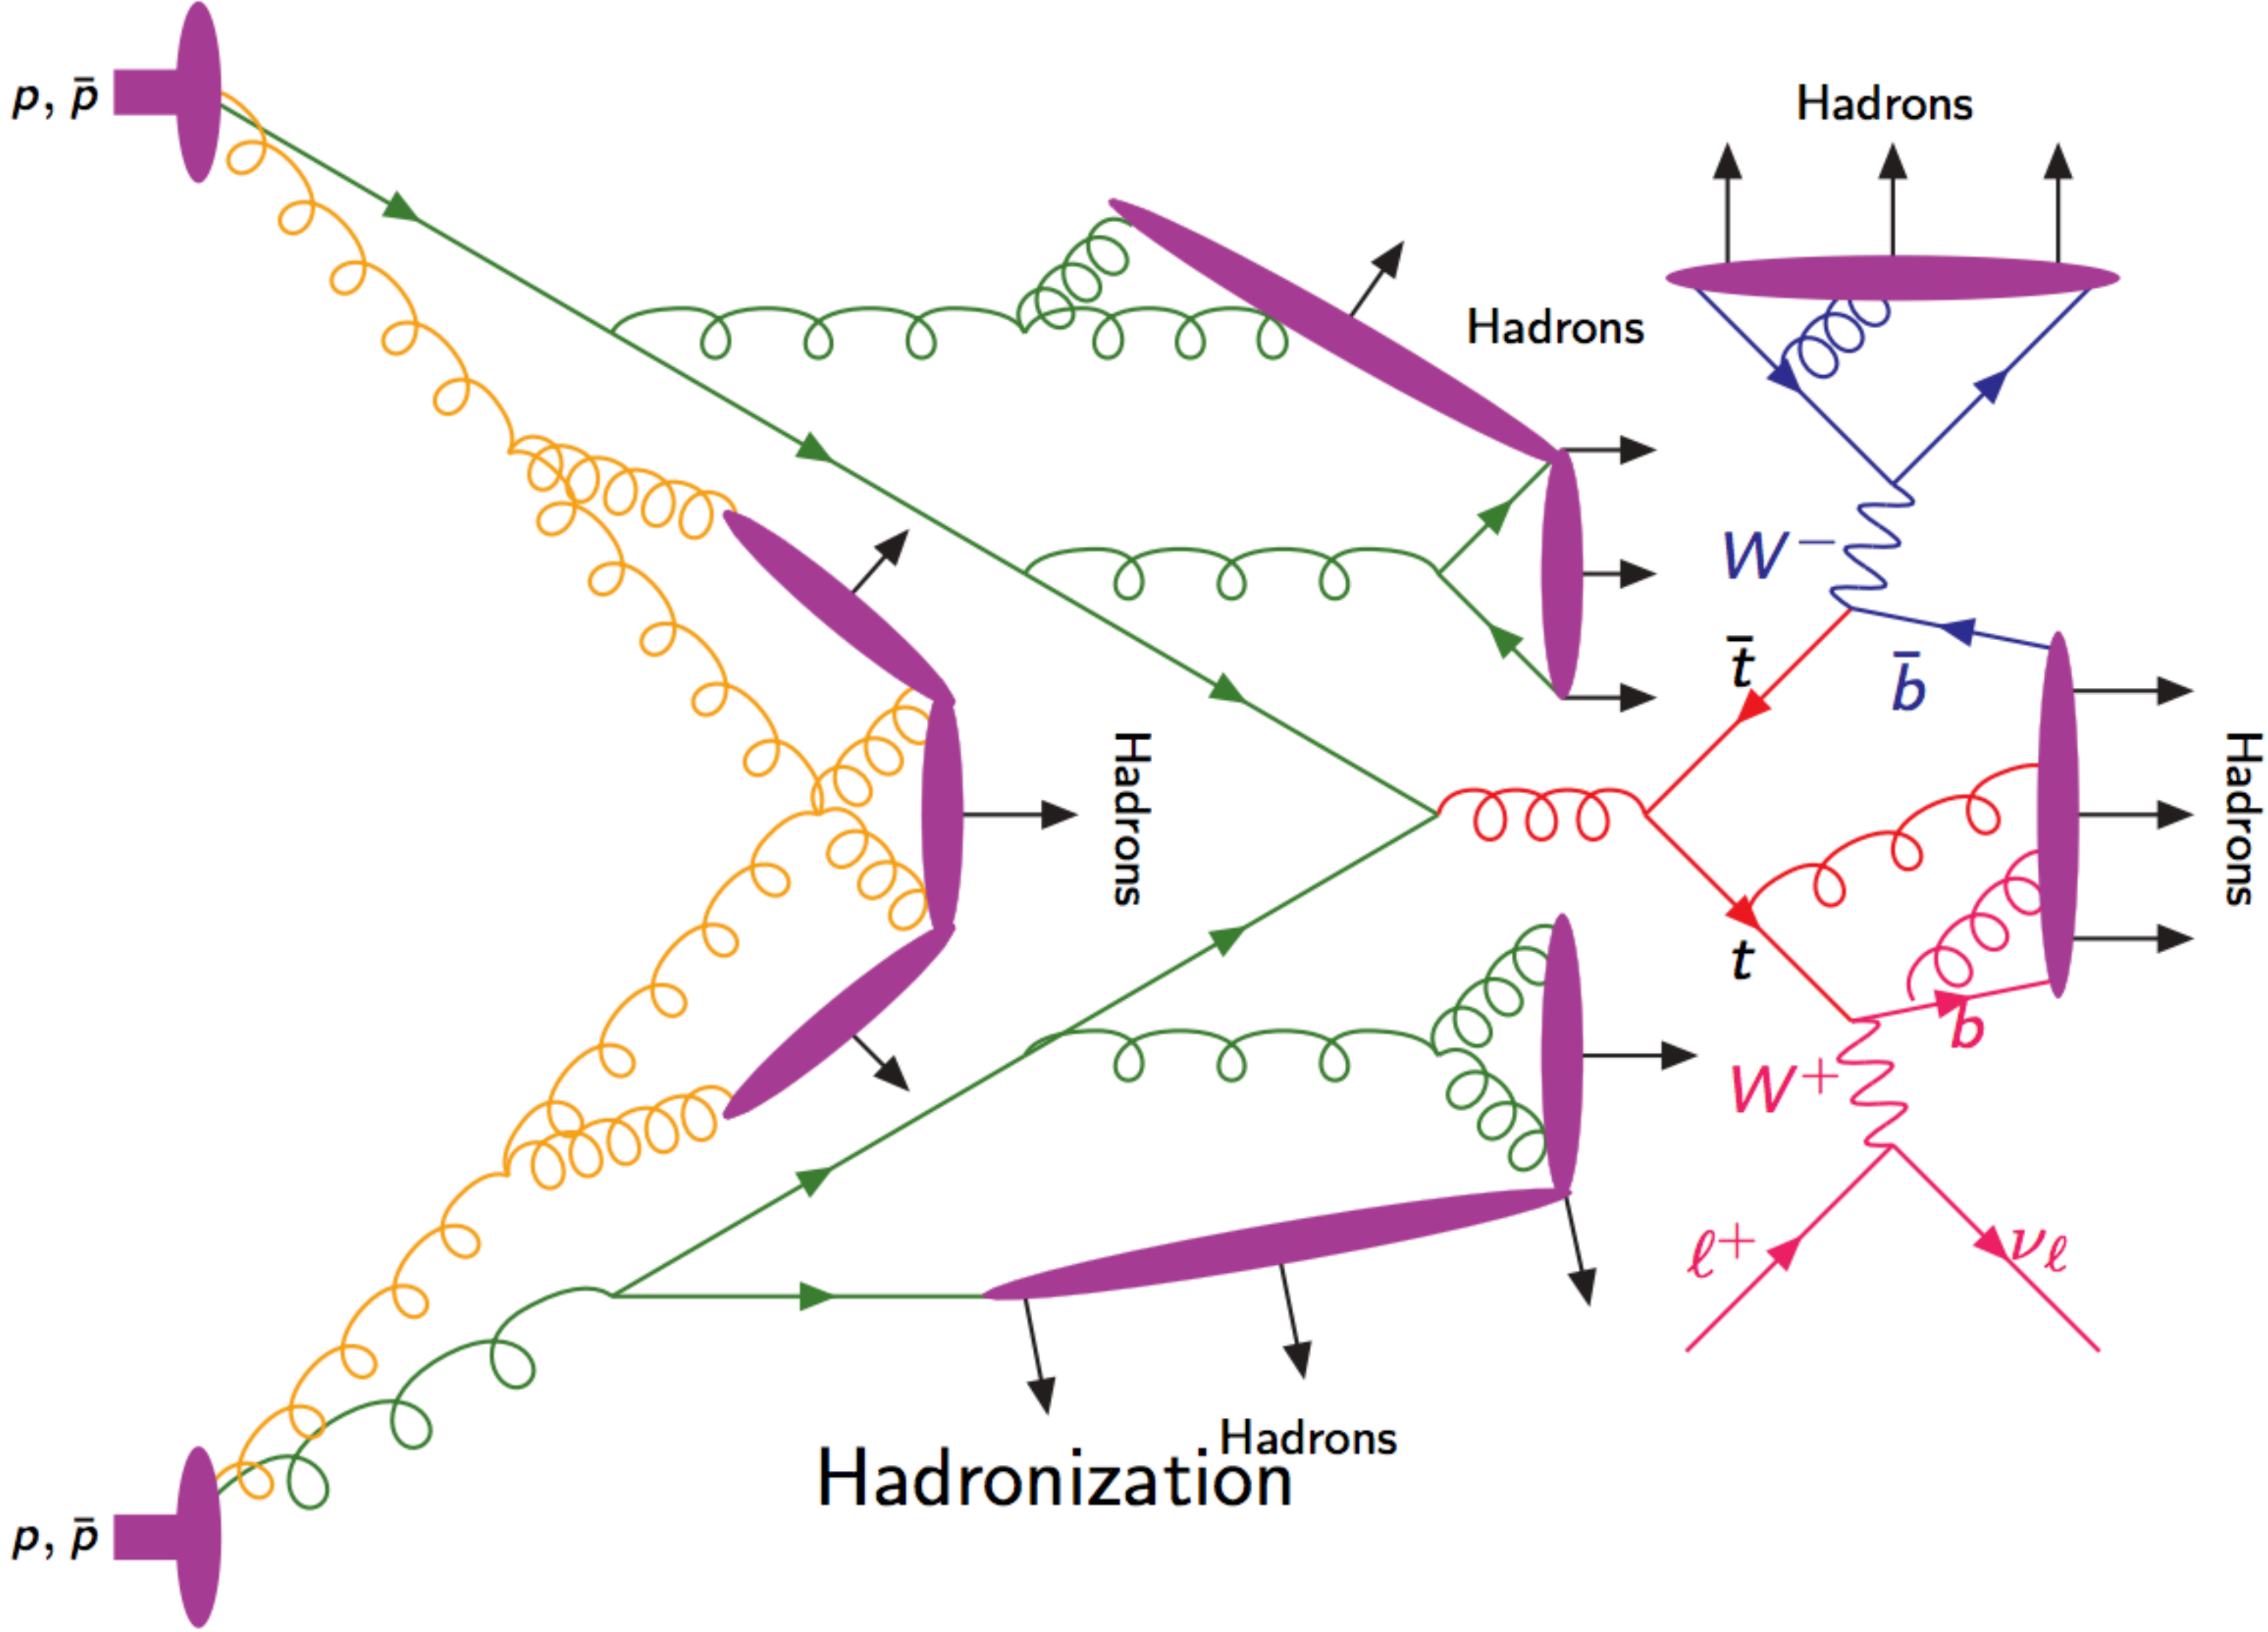 p, p̄
Hadrons
Hadrons
W⁻
t̄
b̄
Hadrons
Hadrons
t
b
W⁺
ℓ⁺
νℓ
Hadrons
Hadronization
p, p̄